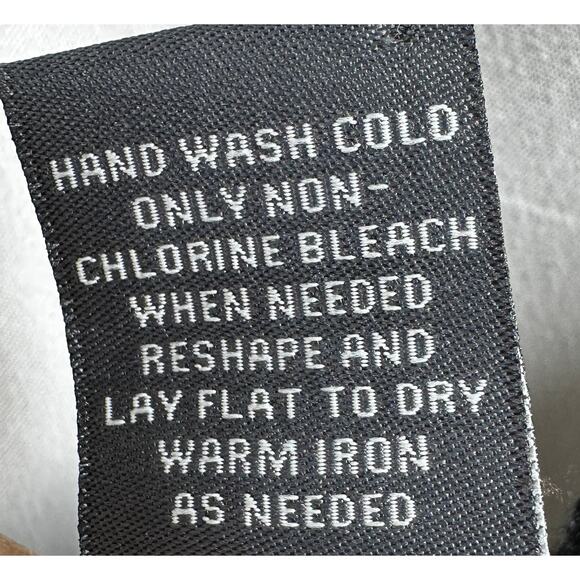 HAND WASH COLD
ONLY NON-
CHLORINE BLEACH
WHEN NEEDED
RESHAPE AND
LAY FLAT TO DRY
WARM IRON
AS NEEDED